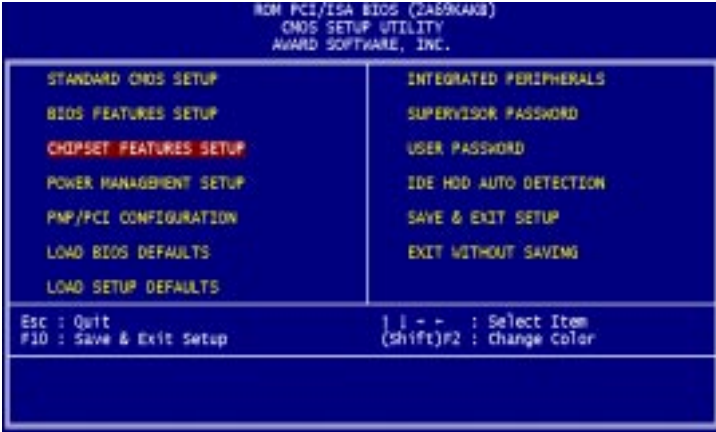 ROM PCI/ISA BIOS (2A69KAKB)
CMOS SETUP UTILITY
AWARD SOFTWARE, INC.
STANDARD CMOS SETUP
BIOS FEATURES SETUP
CHIPSET FEATURES SETUP
POWER MANAGEMENT SETUP
PNP/PCI CONFIGURATION
LOAD BIOS DEFAULTS
LOAD SETUP DEFAULTS
INTEGRATED PERIPHERALS
SUPERVISOR PASSWORD
USER PASSWORD
IDE HDD AUTO DETECTION
SAVE & EXIT SETUP
EXIT WITHOUT SAVING
Esc : Quit
F10 : Save & Exit Setup
↑ ↓ → ← : Select Item
(Shift)F2 : Change Color